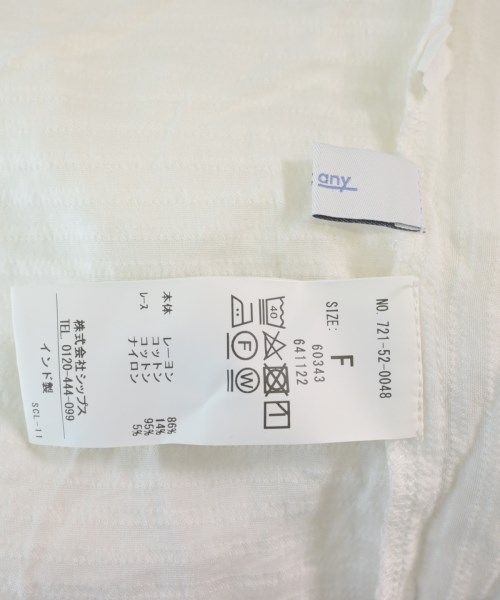 any
NO. 721-52-0048
SIZE: F
60343
641122
40
F
W
本体 レーヨン 86%
コットン 14%
レース コットン 95%
ナイロン 5%
株式会社シップス
TEL. 0120-444-099
インド製
SCL-11